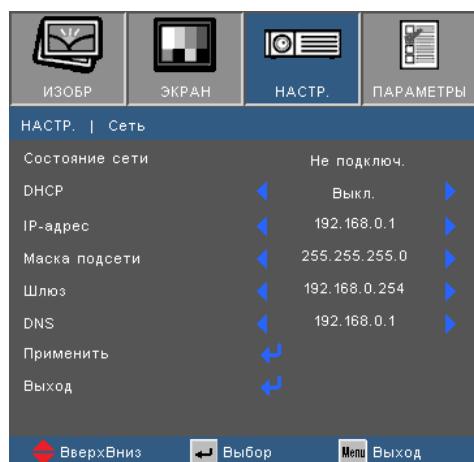 ИЗОБР ЭКРАН НАСТР. ПАРАМЕТРЫ
НАСТР. | Сеть
Состояние сети Не подключ.
DHCP Выкл.
IP-адрес 192.168.0.1
Маска подсети 255.255.255.0
Шлюз 192.168.0.254
DNS 192.168.0.1
Применить
Выход
ВверхВниз Выбор Menu Выход